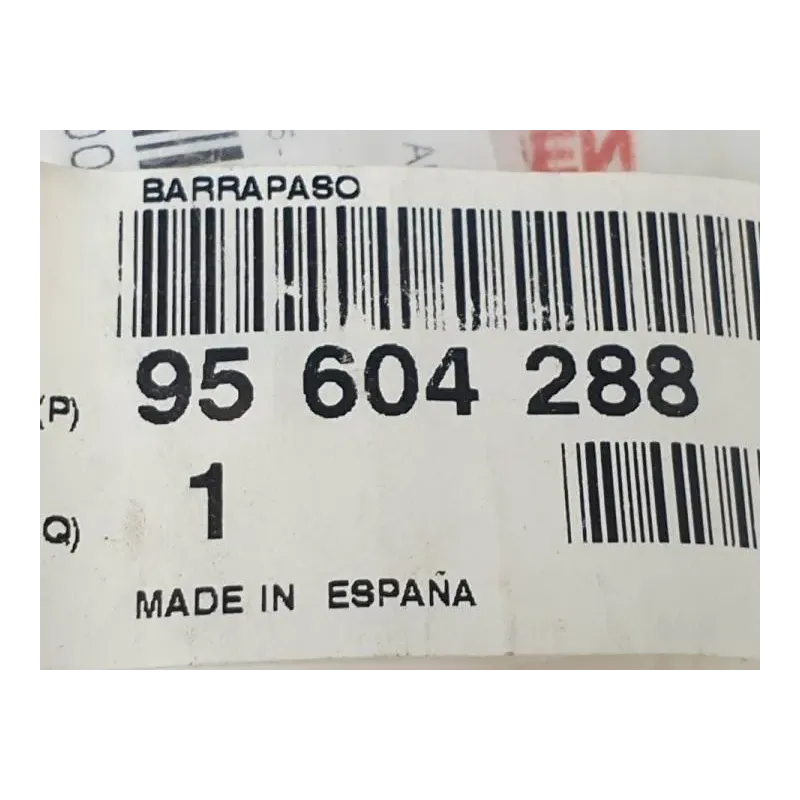 BARRAPASO
(P) 95 604 288
(Q) 1
MADE IN ESPAÑA